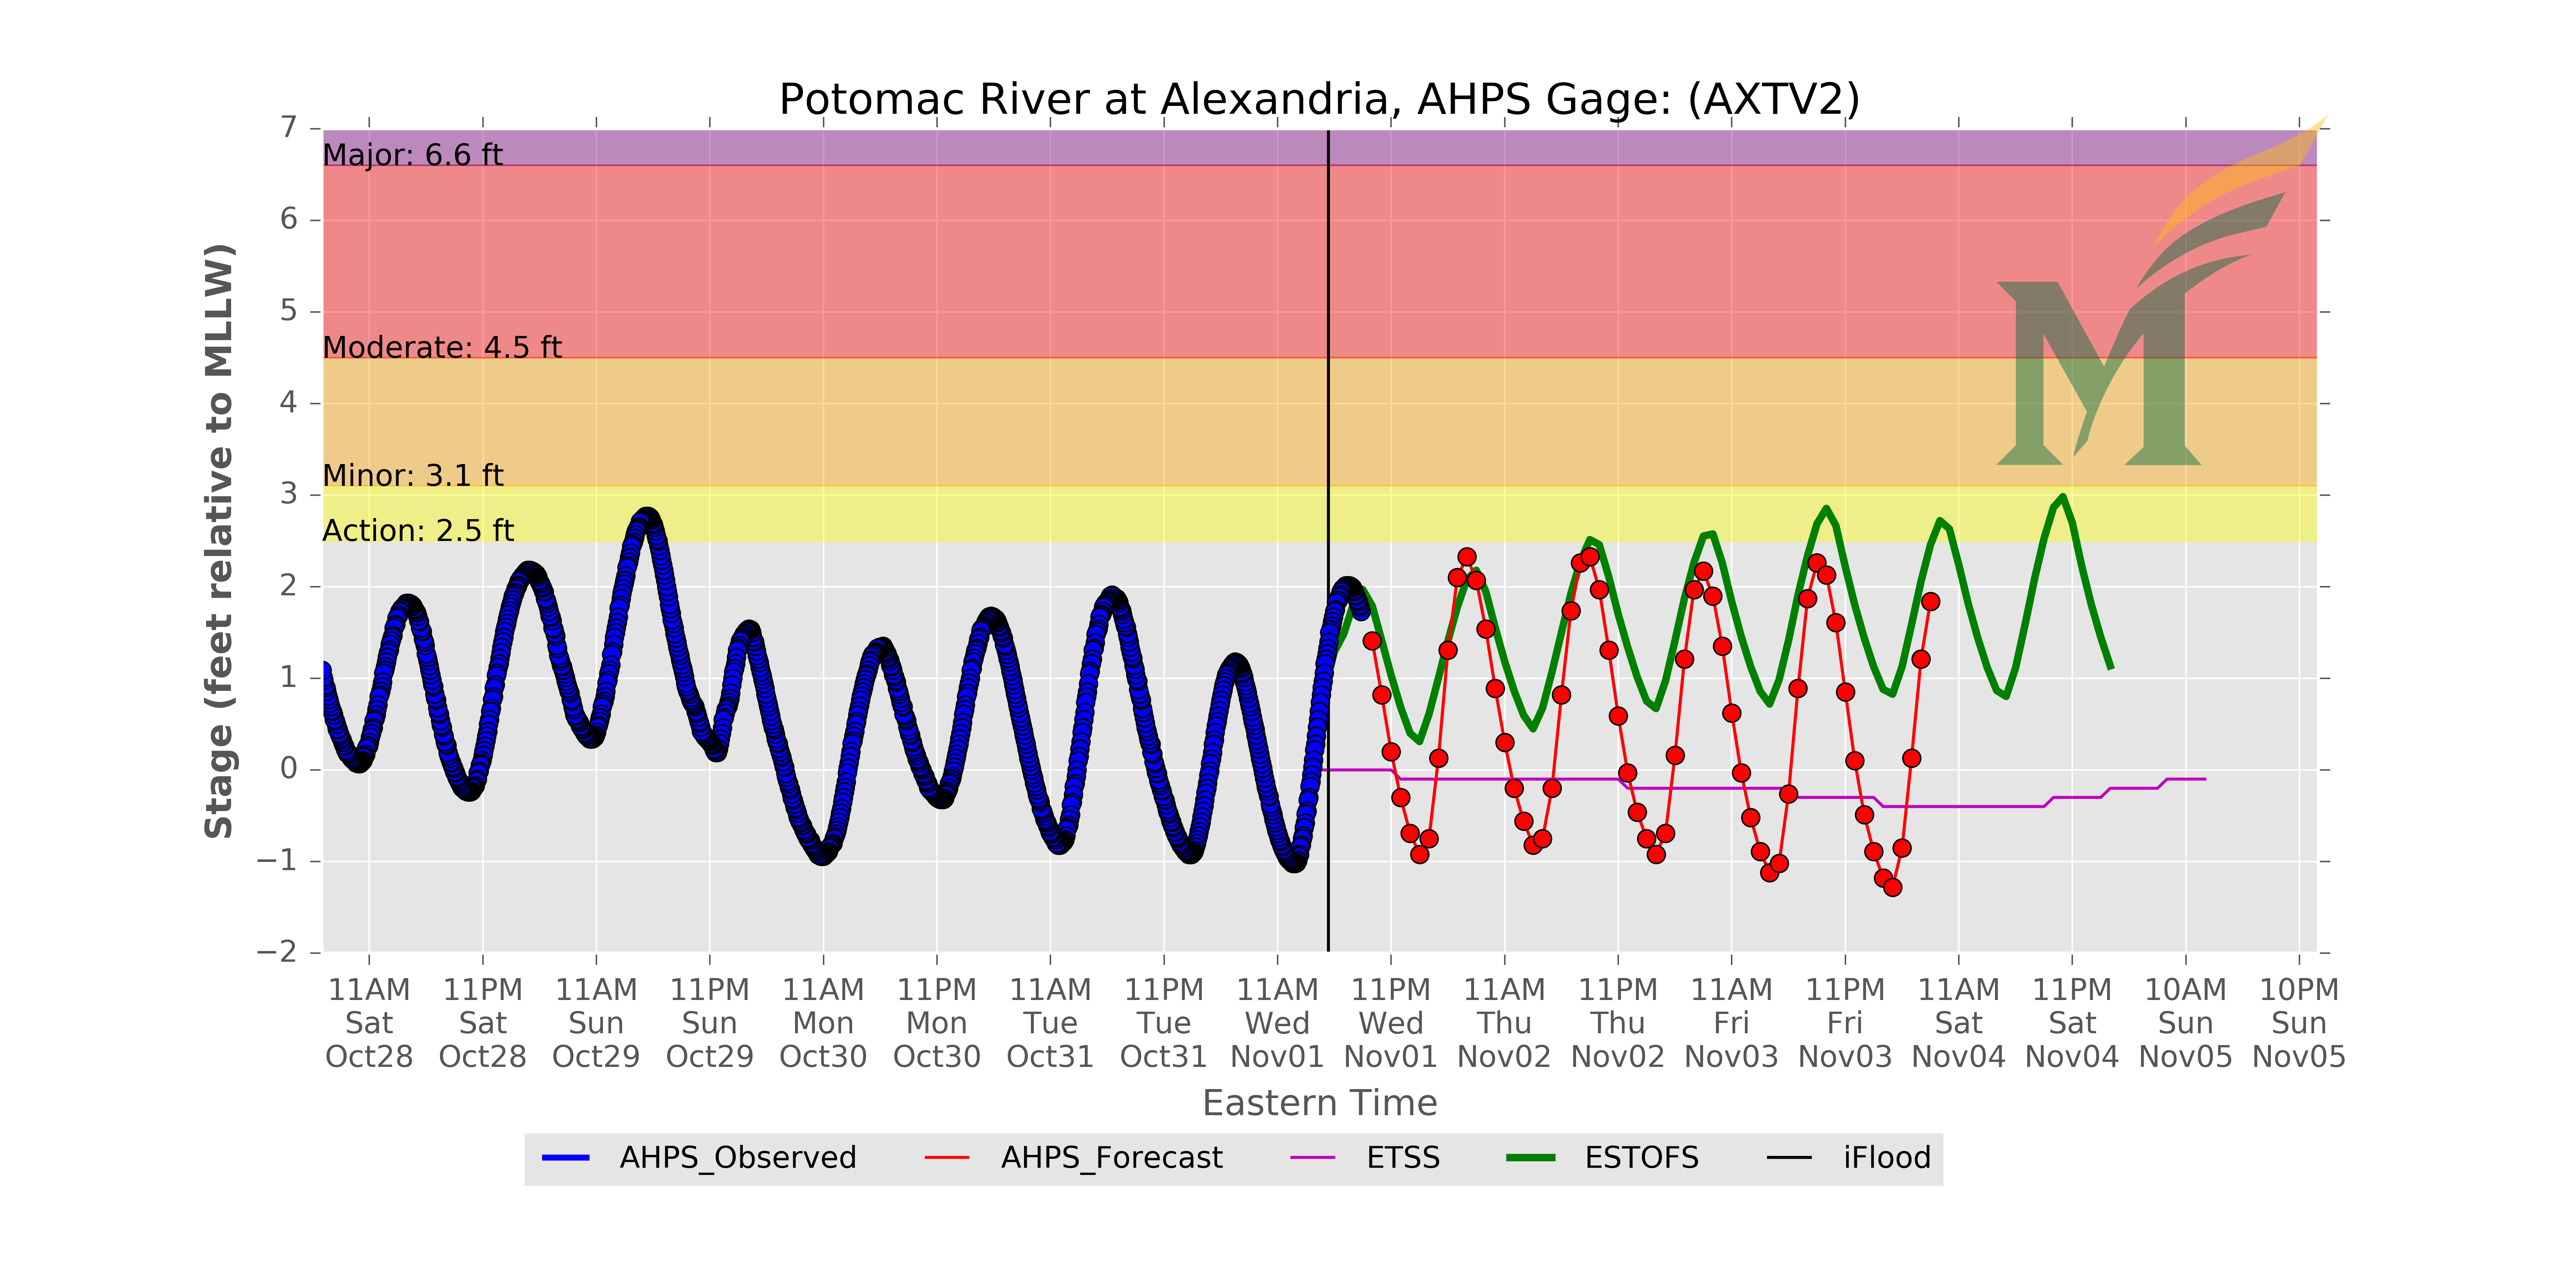 Potomac River at Alexandria, AHPS Gage: (AXTV2)
7
Major: 6.6 ft
6
5
Moderate: 4.5 ft
4
Minor: 3.1 ft
3
Action: 2.5 ft
2
1
0
−1
−2
Stage (feet relative to MLLW)
11AM 11PM 11AM 11PM 11AM 11PM 11AM 11PM 11AM 11PM 11AM 11PM 11AM 11PM 11AM 11PM 10AM 10PM
Sat Sat Sun Sun Mon Mon Tue Tue Wed Wed Thu Thu Fri Fri Sat Sat Sun Sun
Oct28 Oct28 Oct29 Oct29 Oct30 Oct30 Oct31 Oct31 Nov01 Nov01 Nov02 Nov02 Nov03 Nov03 Nov04 Nov04 Nov05 Nov05
Eastern Time
AHPS_Observed AHPS_Forecast ETSS ESTOFS iFlood